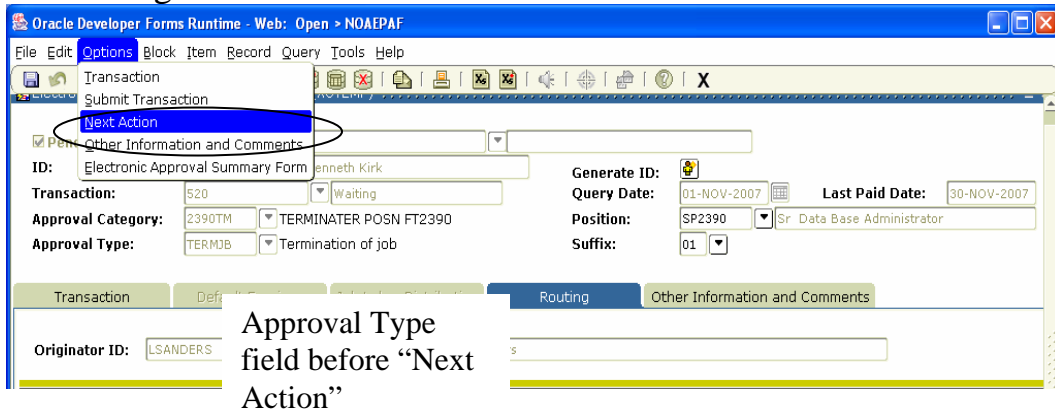 Oracle Developer Forms Runtime - Web: Open > NOAEPAF
File Edit Options Block Item Record Query Tools Help
Transaction
Submit Transaction
Next Action
Other Information and Comments
Electronic Approval Summary Form
ID: enneth Kirk Generate ID:
Transaction: 520 Waiting Query Date: 01-NOV-2007 Last Paid Date: 30-NOV-2007
Approval Category: 2390TM TERMINATER POSN FT2390 Position: SP2390 Sr Data Base Administrator
Approval Type: TERMJB Termination of job Suffix: 01
Transaction Routing Other Information and Comments
Originator ID: LSANDERS
Approval Type
field before “Next
Action”